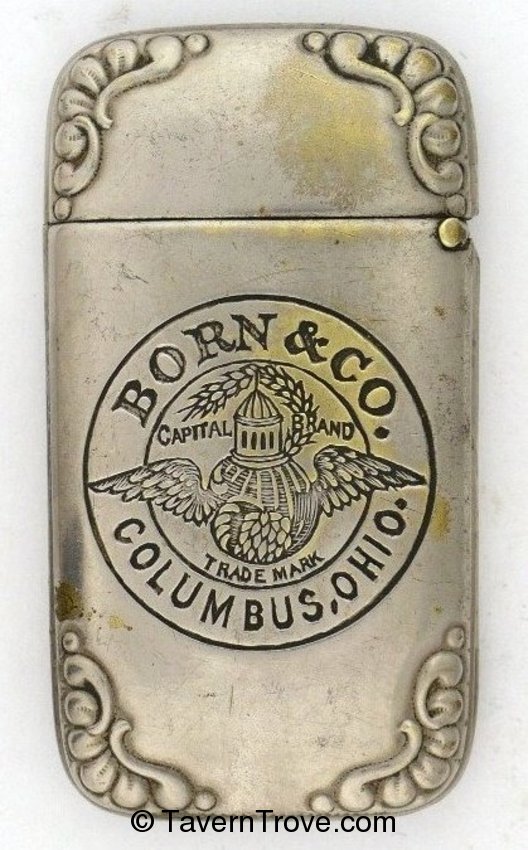 BORN & CO.
CAPITAL BRAND
TRADE MARK
COLUMBUS, OHIO.
© TavernTrove.com